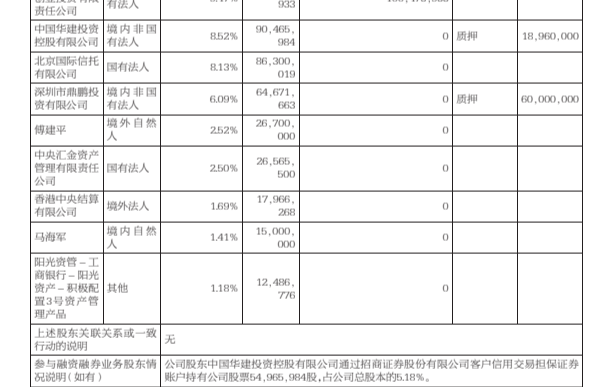 责任公司
有法人
933
中国华建投资
控股有限公司
境内非国
有法人
8.52%
90,465,
984
0
质押
18,960,000
北京国际信托
有限公司
国有法人
8.13%
86,300,
019
0
深圳市鼎鹏投
资有限公司
境内非国
有法人
6.09%
64,671,
663
0
质押
60,000,000
傅建平
境外自然
人
2.52%
26,700,
000
0
中央汇金资产
管理有限责任
公司
国有法人
2.50%
26,565,
500
0
香港中央结算
有限公司
境外法人
1.69%
17,966,
268
0
马海军
境内自然
人
1.41%
15,000,
000
0
阳光资管－工
商银行－阳光
资产－积极配
置3号资产管
理产品
其他
1.18%
12,486,
776
0
上述股东关联关系或一致
行动的说明
无
参与融资融券业务股东情
况说明(如有)
公司股东中国华建投资控股有限公司通过招商证券股份有限公司客户信用交易担保证券
账户持有公司股票54,965,984股,占公司总股本的5.18%。